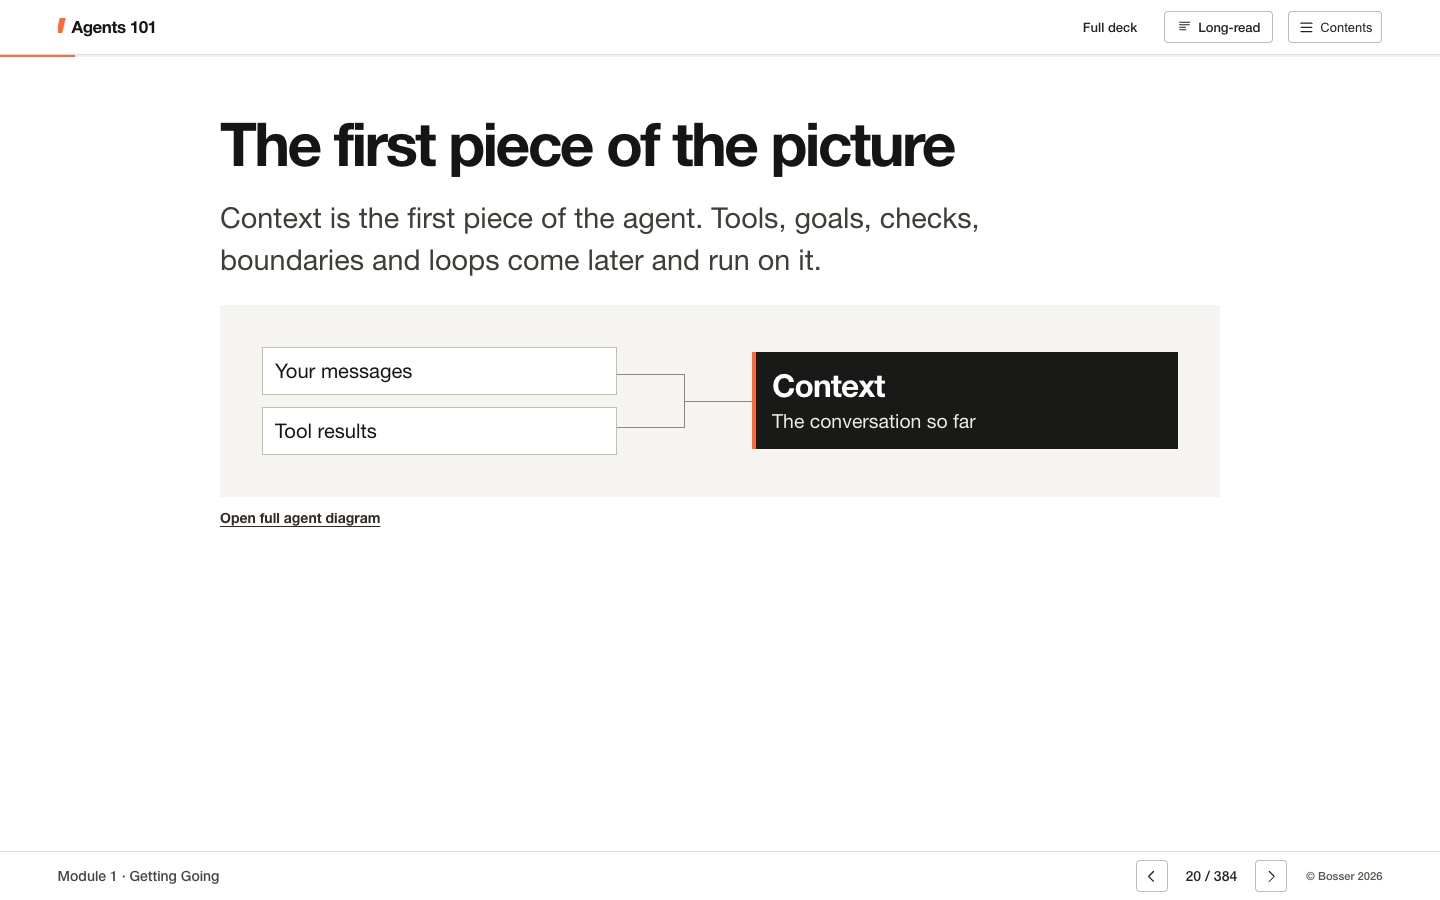 Agents 101
Full deck
Long-read
Contents
The first piece of the picture
Context is the first piece of the agent. Tools, goals, checks,
boundaries and loops come later and run on it.
Your messages
Tool results
Context
The conversation so far
Open full agent diagram
Module 1 · Getting Going
20 / 384
© Bosser 2026